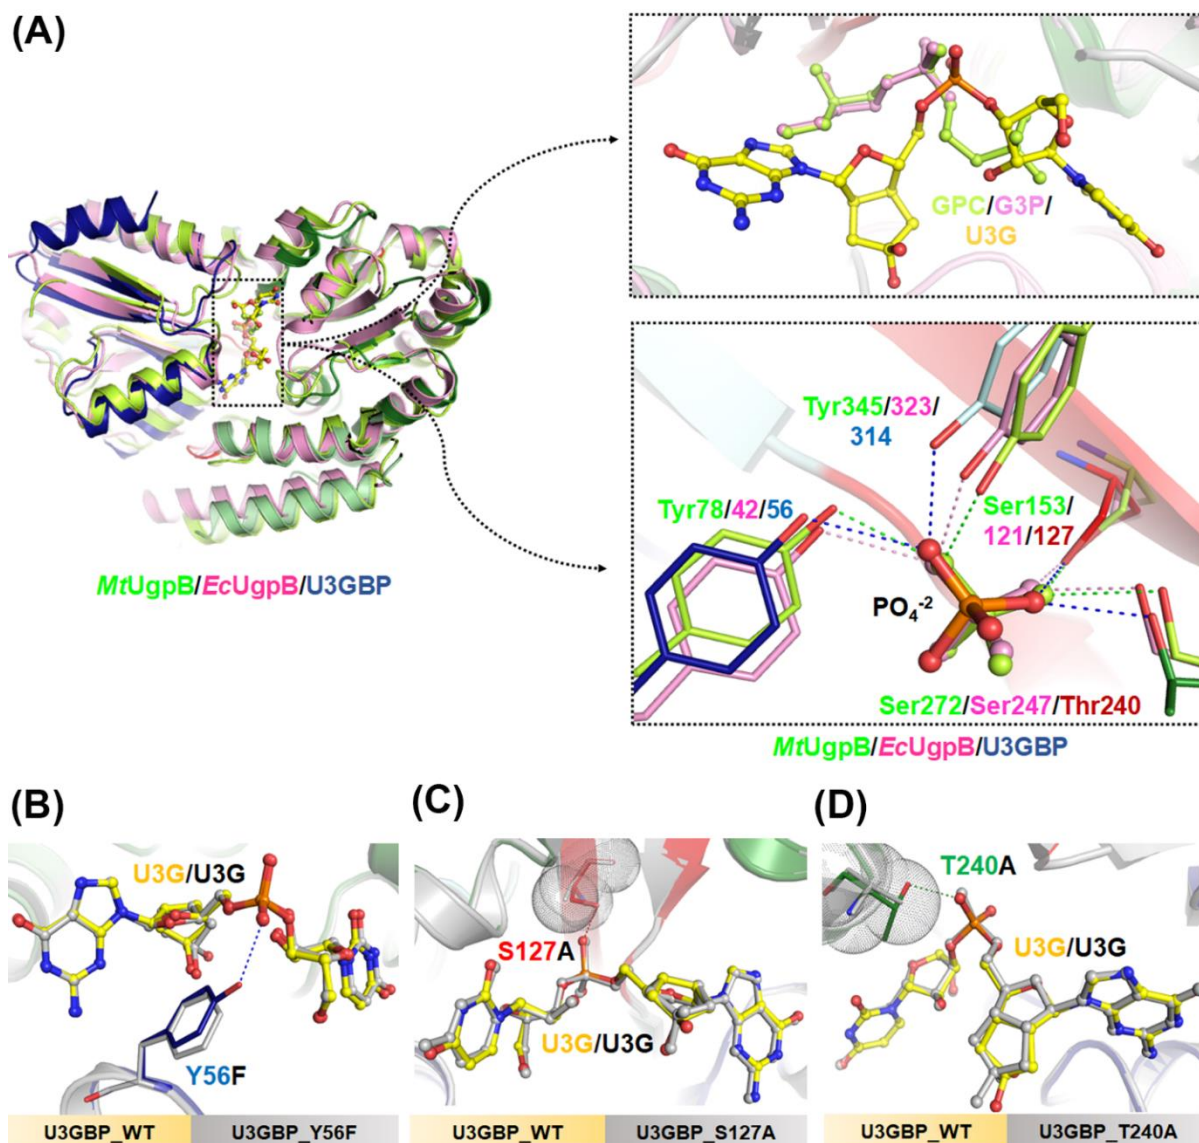 (A)
GPC/G3P/
U3G
MtUgpB/EcUgpB/U3GBP
Tyr345/323/
314
Tyr78/42/56
Ser153/
121/127
PO4-2
Ser272/Ser247/Thr240
MtUgpB/EcUgpB/U3GBP
(B)
U3G/U3G
Y56F
U3GBP_WT
U3GBP_Y56F
(C)
S127A
U3G/U3G
U3GBP_WT
U3GBP_S127A
(D)
T240A
U3G/U3G
U3GBP_WT
U3GBP_T240A